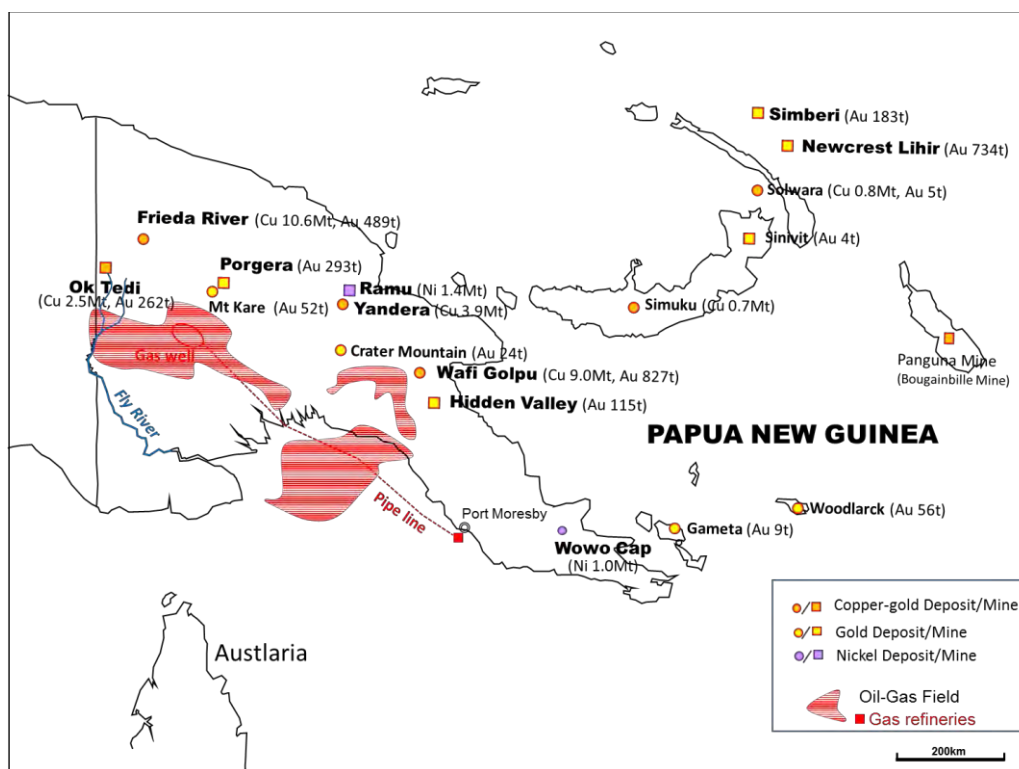 Simberi (Au 183t)
Newcrest Lihir (Au 734t)
Solwara (Cu 0.8Mt, Au 5t)
Frieda River (Cu 10.6Mt, Au 489t)
Sinivit (Au 4t)
Porgera (Au 293t)
Ok Tedi
(Cu 2.5Mt, Au 262t)
Mt Kare (Au 52t)
Ramu (Ni 1.4Mt)
Yandera (Cu 3.9Mt)
Simuku (Cu 0.7Mt)
Gas well
Crater Mountain (Au 24t)
Panguna Mine
(Bougainbille Mine)
Wafi Golpu (Cu 9.0Mt, Au 827t)
Fly River
Hidden Valley (Au 115t)
PAPUA NEW GUINEA
Pipe line
Port Moresby
Woodlarck (Au 56t)
Gameta (Au 9t)
Wowo Cap
(Ni 1.0Mt)
Austlaria
Copper-gold Deposit/Mine
Gold Deposit/Mine
Nickel Deposit/Mine
Oil-Gas Field
Gas refineries
200km